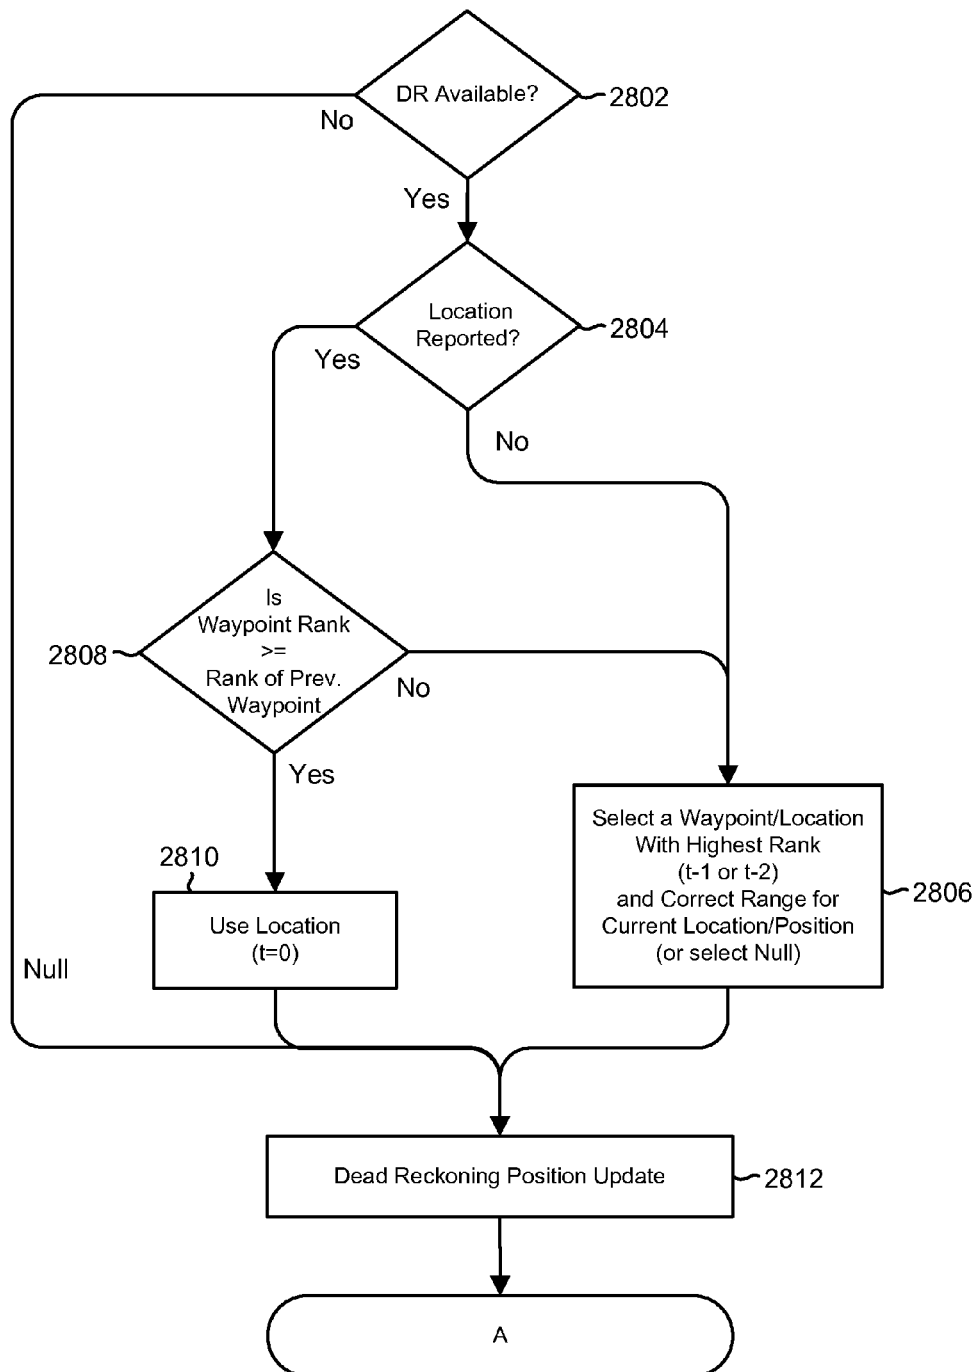 DR Available?
2802
No
Yes
Location
Reported?
2804
Yes
No
Is
Waypoint Rank
>=
Rank of Prev.
Waypoint
2808
No
Yes
Select a Waypoint/Location
With Highest Rank
(t-1 or t-2)
and Correct Range for
Current Location/Position
(or select Null)
2806
2810
Use Location
(t=0)
Null
Dead Reckoning Position Update
2812
A